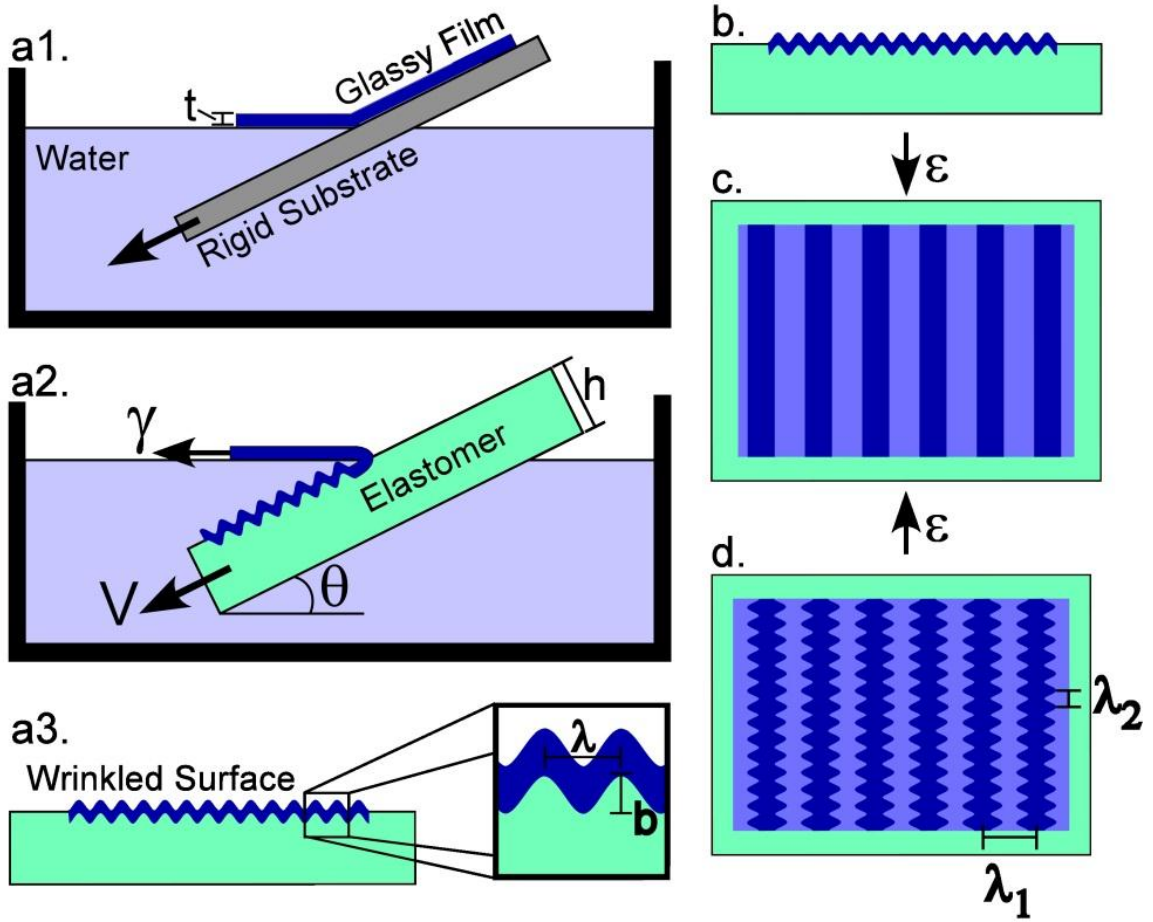 a1.
Glassy Film
t
Water
Rigid Substrate
a2.
γ
h
Elastomer
V
θ
a3.
Wrinkled Surface
λ
b
b.
ε
c.
ε
d.
λ2
λ1